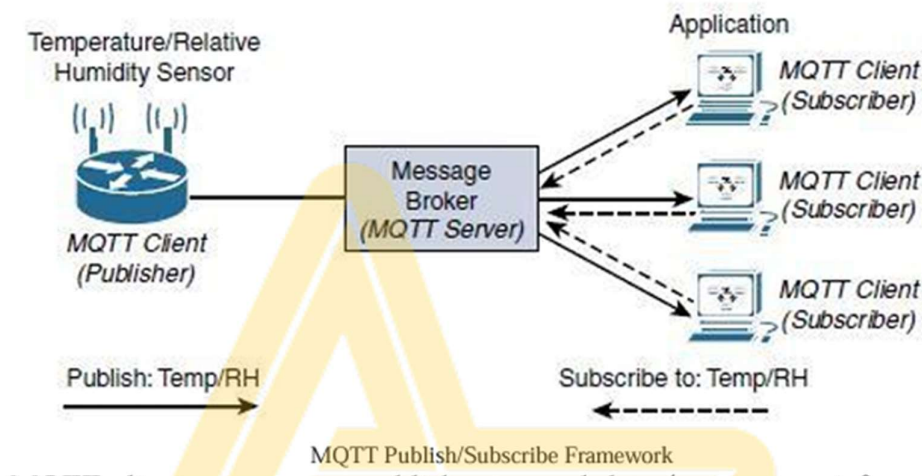 Temperature/Relative
Humidity Sensor
MQTT Client
(Publisher)
Message
Broker
(MQTT Server)
Application
MQTT Client
(Subscriber)
MQTT Client
(Subscriber)
MQTT Client
(Subscriber)
Publish: Temp/RH
Subscribe to: Temp/RH
MQTT Publish/Subscribe Framework